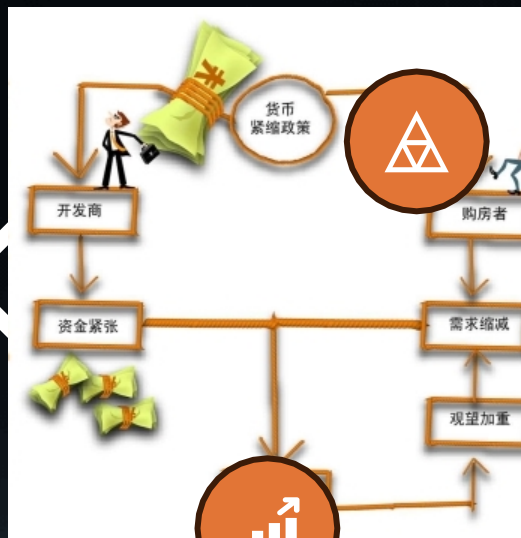 货币
紧缩政策
开发商
购房者
资金紧张
需求缩减
观望加重